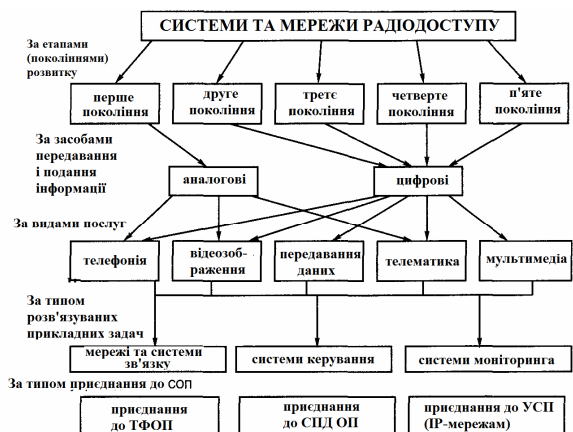 СИСТЕМИ ТА МЕРЕЖИ РАДІОДОСТУПУ
За етапами
(поколіннями)
розвитку
перше
покоління
друге
покоління
третє
покоління
четверте
покоління
п'яте
покоління
За засобами
передавання
і подання
інформації
аналогові
цифрові
За видами послуг
телефонія
відеозоб-
раження
передавання
даних
телематика
мультимедіа
За типом
розв'язуваних
прикладних задач
мережі та системи
зв'язку
системи керування
системи моніторинга
За типом приєднання до СОП
приєднання
до ТФОП
приєднання
до СПД ОП
приєднання до УСП
(ІР-мережам)